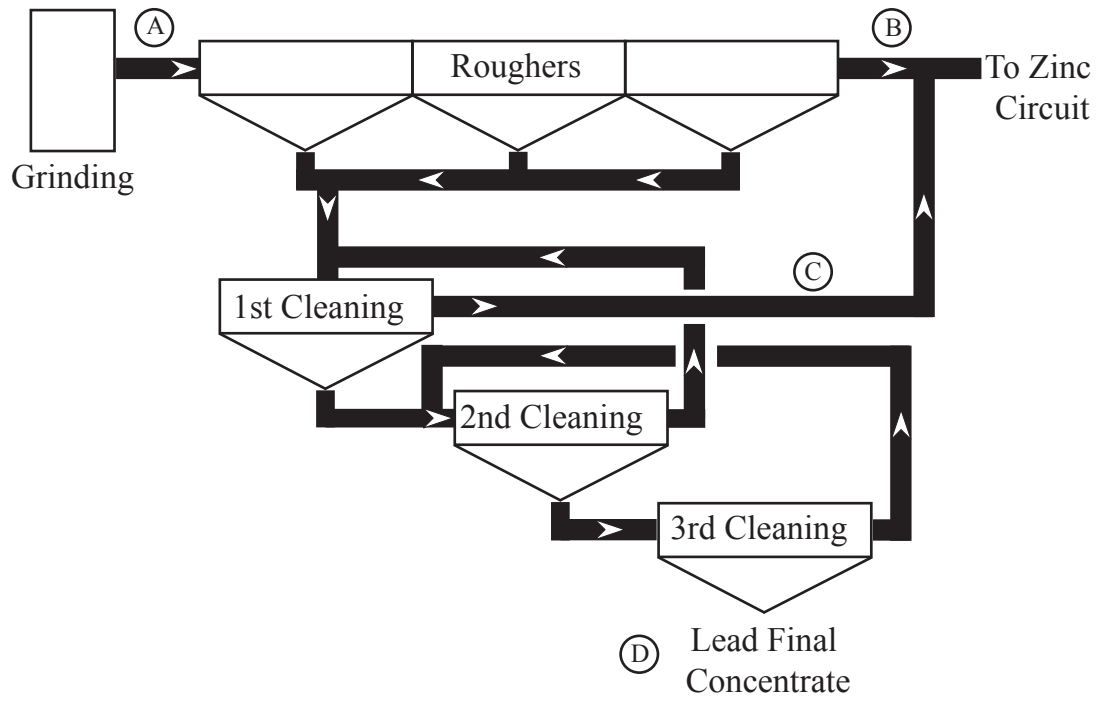 A
B
Roughers
To Zinc
Circuit
Grinding
C
1st Cleaning
2nd Cleaning
3rd Cleaning
D
Lead Final
Concentrate